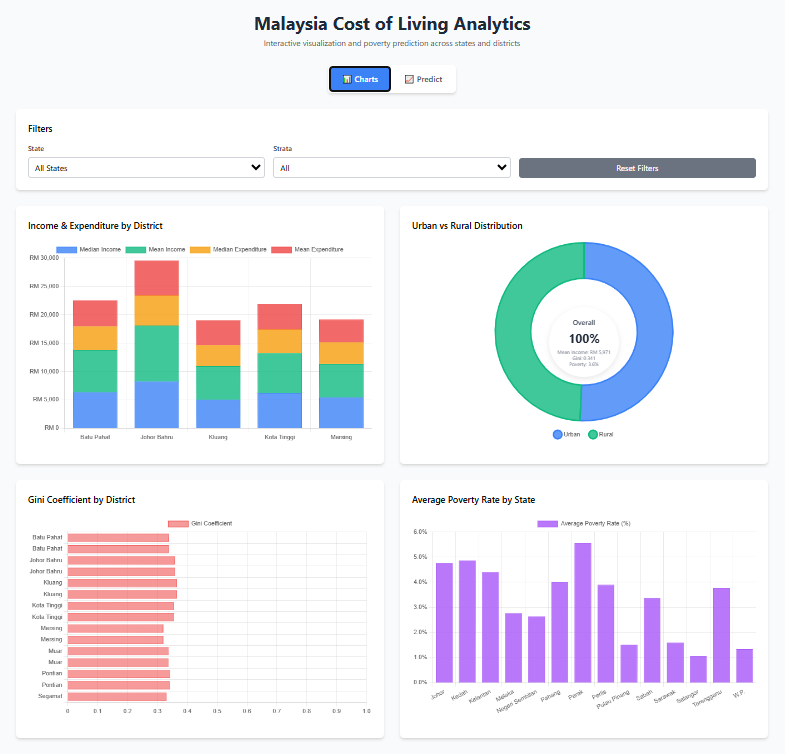 Malaysia Cost of Living Analytics
Interactive visualization and poverty prediction across states and districts
Charts
Predict
Filters
State
Strata
All States
All
Reset Filters
Income & Expenditure by District
Median Income Mean Income Median Expenditure Mean Expenditure
RM 30,000
RM 25,000
RM 20,000
RM 15,000
RM 10,000
RM 5,000
RM 0
Batu Pahat Johor Bahru Kluang Kota Tinggi Mersing
Urban vs Rural Distribution
Overall
100%
Mean Income: RM 5,971
Gini: 0.341
Poverty: 3.6%
Urban Rural
Gini Coefficient by District
Gini Coefficient
Batu Pahat
Batu Pahat
Johor Bahru
Johor Bahru
Kluang
Kluang
Kota Tinggi
Kota Tinggi
Mersing
Mersing
Muar
Muar
Pontian
Pontian
Segamat
0 0.1 0.2 0.3 0.4 0.5 0.6 0.7 0.8 0.9 1.0
Average Poverty Rate by State
Average Poverty Rate (%)
6.0%
5.0%
4.0%
3.0%
2.0%
1.0%
0.0%
Johor Kedah Kelantan Melaka Negeri Sembilan Pahang Perak Perlis Pulau Pinang Sabah Sarawak Selangor Terengganu W.P.